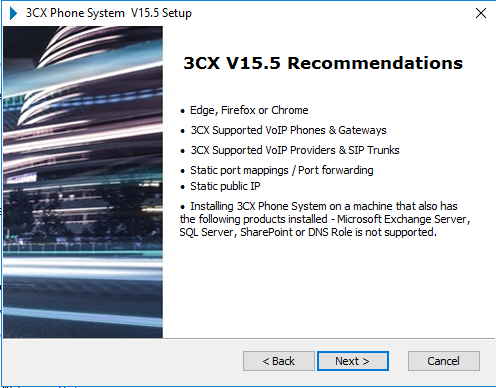 3CX Phone System V15.5 Setup
3CX V15.5 Recommendations
• Edge, Firefox or Chrome
• 3CX Supported VoIP Phones & Gateways
• 3CX Supported VoIP Providers & SIP Trunks
• Static port mappings / Port forwarding
• Static public IP
• Installing 3CX Phone System on a machine that also has
the following products installed - Microsoft Exchange Server,
SQL Server, SharePoint or DNS Role is not supported.
< Back
Next >
Cancel